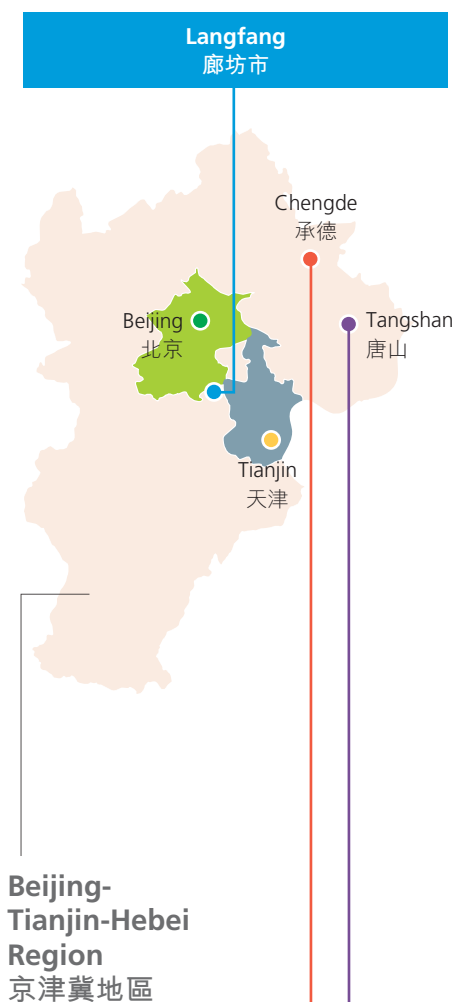 Langfang
廊坊市
Chengde
承德
Beijing
北京
Tangshan
唐山
Tianjin
天津
Beijing-
Tianjin-Hebei
Region
京津冀地區